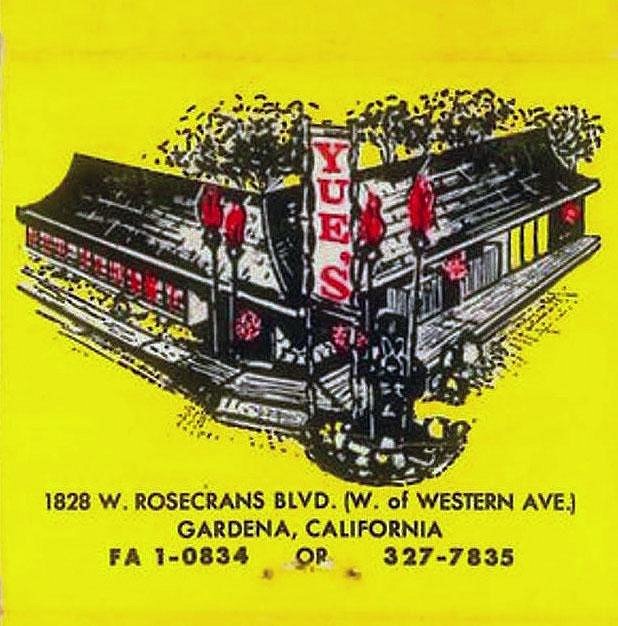 YUE'S
1828 W. ROSECRANS BLVD. (W. of WESTERN AVE.)
GARDENA, CALIFORNIA
FA 1-0834 OR 327-7835